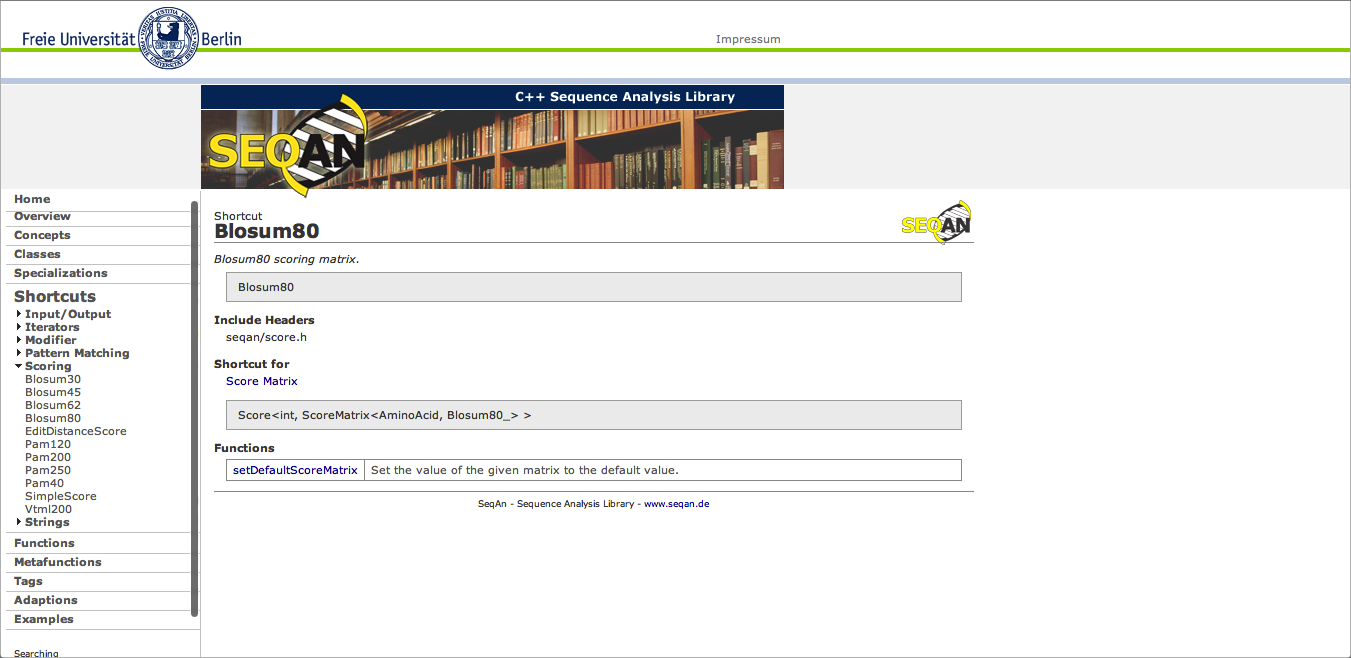 Freie Universität Berlin
Impressum
C++ Sequence Analysis Library
SEQAN
Home
Overview
Concepts
Classes
Specializations
Shortcuts
Input/Output
Iterators
Modifier
Pattern Matching
Scoring
Blosum30
Blosum45
Blosum62
Blosum80
EditDistanceScore
Pam120
Pam200
Pam250
Pam40
SimpleScore
Vtml200
Strings
Functions
Metafunctions
Tags
Adaptions
Examples
Searching
Shortcut
Blosum80
SEQAN
Blosum80 scoring matrix.
Blosum80
Include Headers
seqan/score.h
Shortcut for
Score Matrix
Score<int, ScoreMatrix<AminoAcid, Blosum80_> >
Functions
setDefaultScoreMatrix Set the value of the given matrix to the default value.
SeqAn - Sequence Analysis Library - www.seqan.de